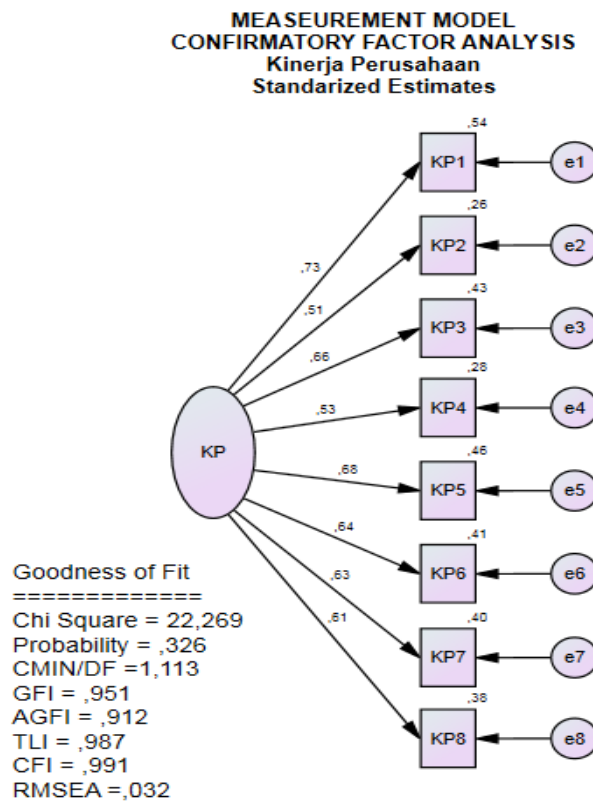 MEASEUREMENT MODEL
CONFIRMATORY FACTOR ANALYSIS
Kinerja Perusahaan
Standarized Estimates
,54
KP1
e1
,73
,26
KP2
e2
,51
,43
KP3
e3
,66
,28
KP4
e4
,53
KP
,46
KP5
e5
,68
,41
KP6
e6
,64
,40
KP7
e7
,63
,38
KP8
e8
,61
Goodness of Fit
=============
Chi Square = 22,269
Probability = ,326
CMIN/DF =1,113
GFI = ,951
AGFI = ,912
TLI = ,987
CFI = ,991
RMSEA =,032